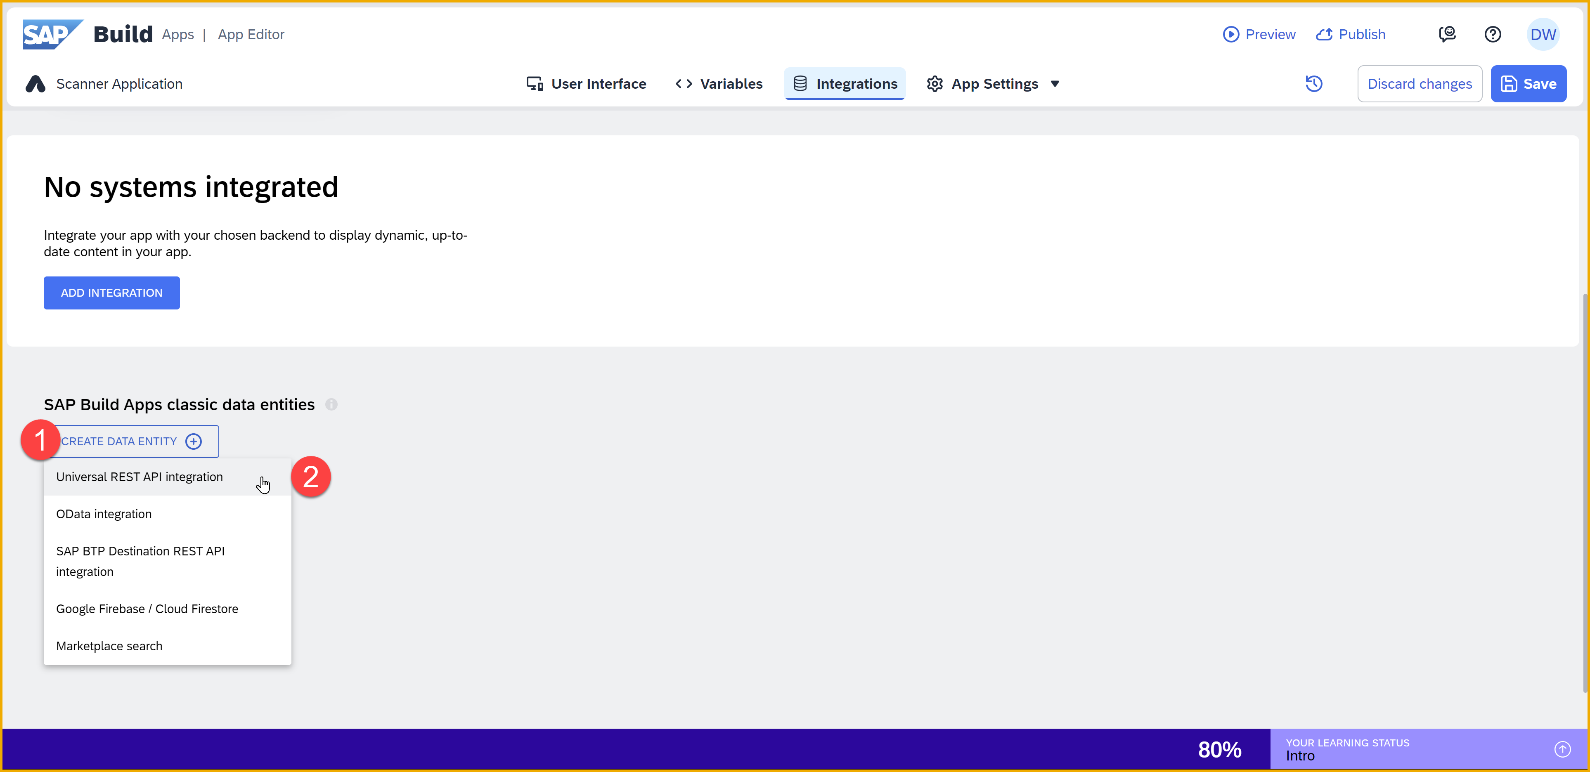 SAP Build Apps | App Editor
Preview Publish DW
Scanner Application User Interface Variables Integrations App Settings Discard changes Save
No systems integrated
Integrate your app with your chosen backend to display dynamic, up-to-
date content in your app.
ADD INTEGRATION
SAP Build Apps classic data entities
1 CREATE DATA ENTITY
Universal REST API integration 2
OData integration
SAP BTP Destination REST API
integration
Google Firebase / Cloud Firestore
Marketplace search
80% YOUR LEARNING STATUS
Intro